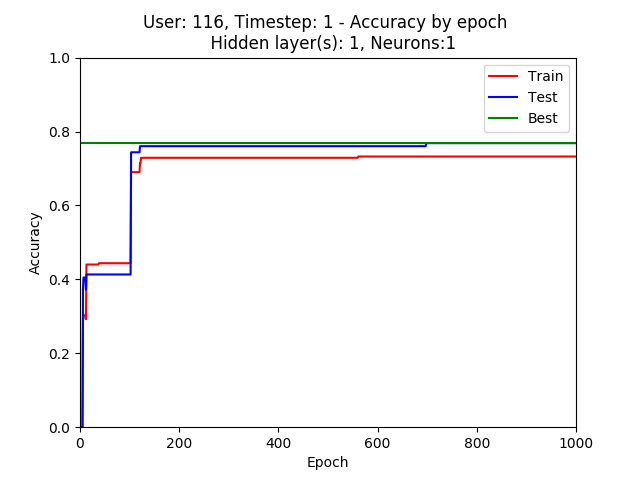 User: 116, Timestep: 1 - Accuracy by epoch
Hidden layer(s): 1, Neurons:1
1.0
0.8
0.6
0.4
0.2
0.0
Accuracy
Train
Test
Best
0 200 400 600 800 1000
Epoch